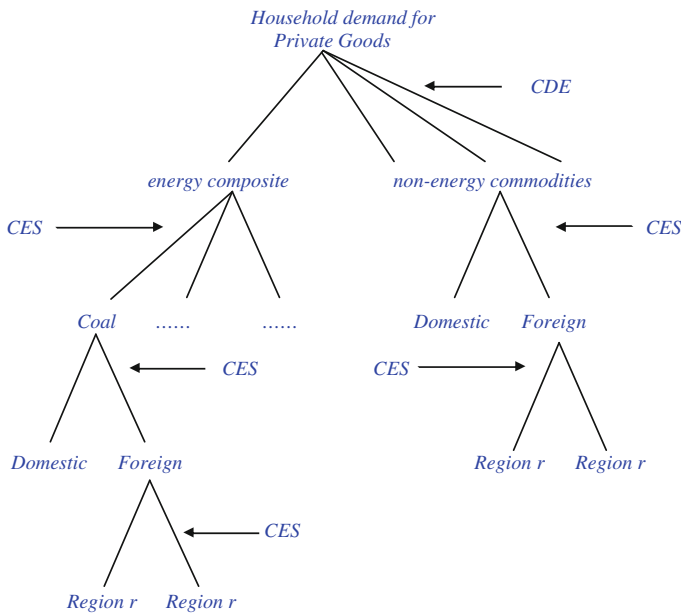 Household demand for
Private Goods
CDE
energy composite
non-energy commodities
CES
CES
Coal
......
......
Domestic
Foreign
CES
CES
Domestic
Foreign
Region r
Region r
CES
Region r
Region r